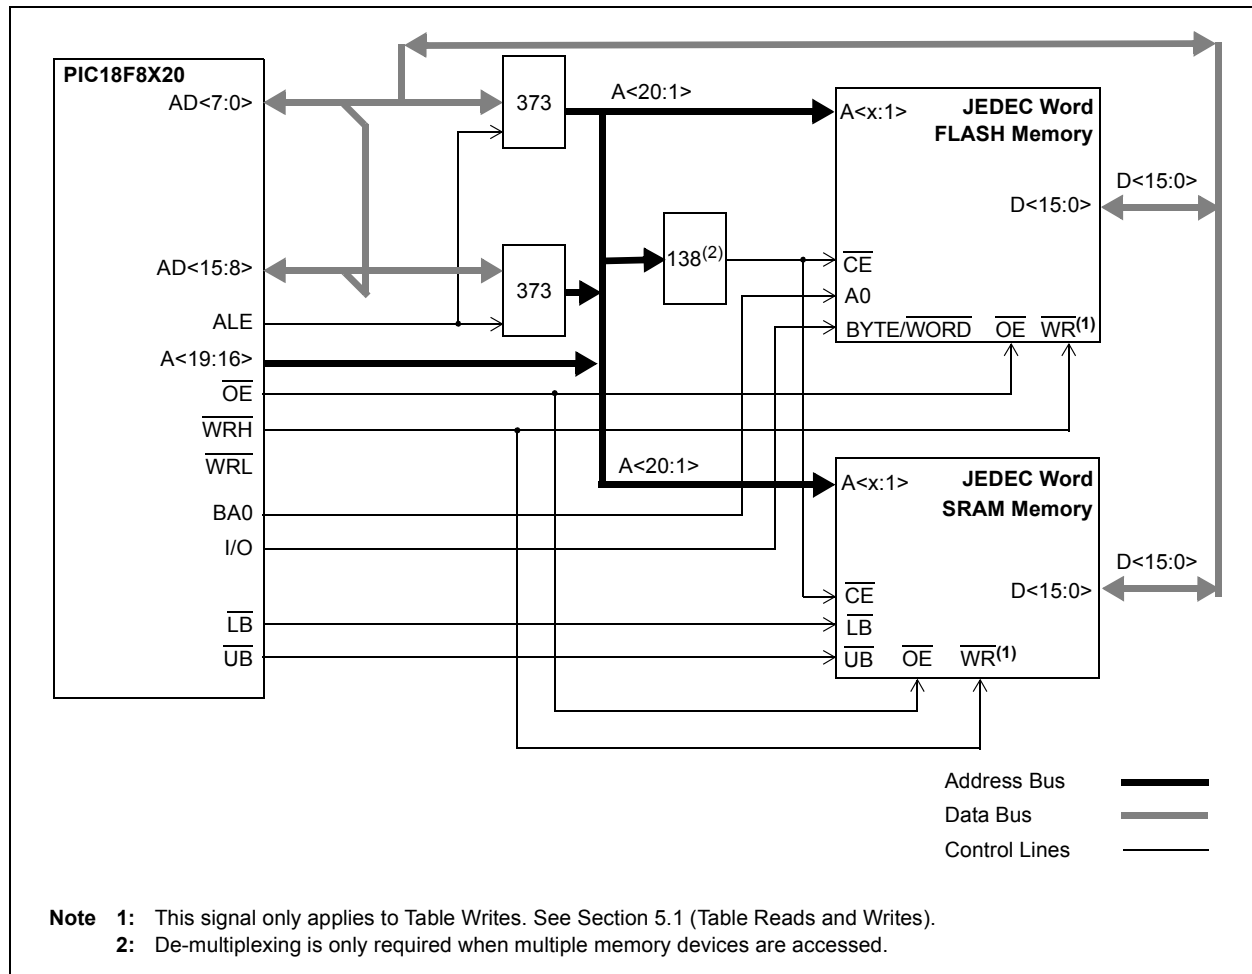 PIC18F8X20
AD<7:0>
AD<15:8>
ALE
A<19:16>
OE
WRH
WRL
BA0
I/O
LB
UB
373
373
138(2)
A<20:1>
A<20:1>
A<x:1>
JEDEC Word
FLASH Memory
D<15:0>
D<15:0>
CE
A0
BYTE/WORD OE WR(1)
A<x:1>
JEDEC Word
SRAM Memory
D<15:0>
D<15:0>
CE
LB
UB OE WR(1)
Address Bus
Data Bus
Control Lines
Note 1: This signal only applies to Table Writes. See Section 5.1 (Table Reads and Writes).
2: De-multiplexing is only required when multiple memory devices are accessed.